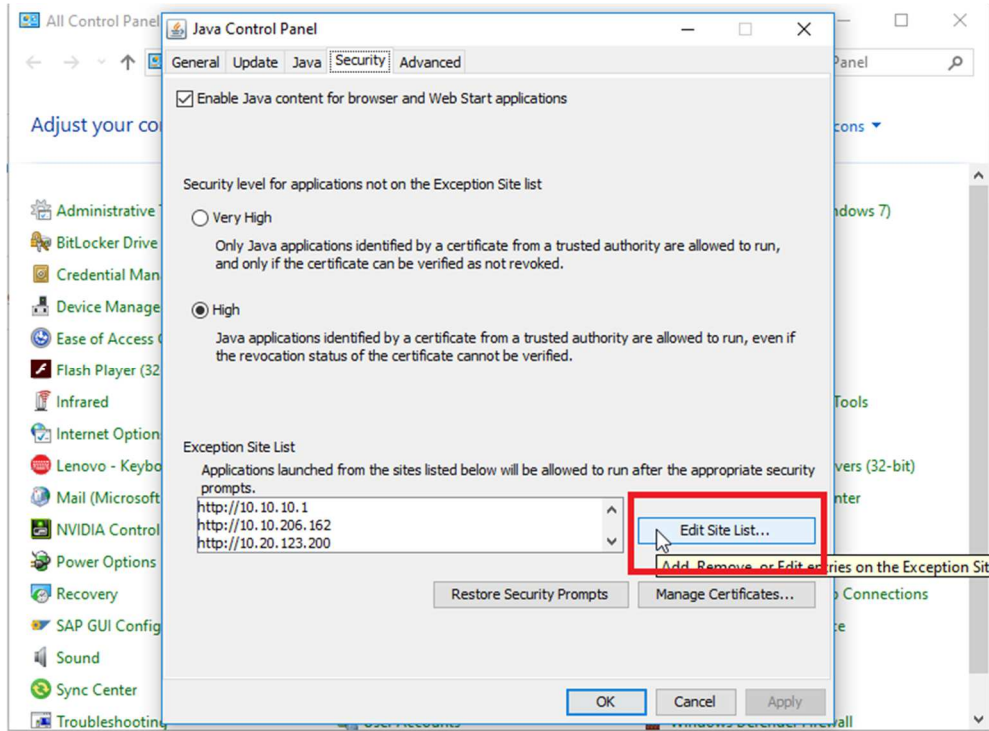 All Control Panel
Java Control Panel
Panel
General Update Java Security Advanced
Enable Java content for browser and Web Start applications
Adjust your co
cons
Security level for applications not on the Exception Site list
Administrative
ndows 7)
Very High
BitLocker Drive
Only Java applications identified by a certificate from a trusted authority are allowed to run,
and only if the certificate can be verified as not revoked.
Credential Man
Device Manage
High
Ease of Access
Java applications identified by a certificate from a trusted authority are allowed to run, even if
the revocation status of the certificate cannot be verified.
Flash Player (32
Infrared
Tools
Internet Option
Exception Site List
Lenovo - Keybo
Applications launched from the sites listed below will be allowed to run after the appropriate security
prompts.
vers (32-bit)
Mail (Microsoft
http://10.10.10.1
nter
http://10.10.206.162
Edit Site List...
NVIDIA Control
http://10.20.123.200
Power Options
Add, Remove, or Edit entries on the Exception Sit
Recovery
Restore Security Prompts
Manage Certificates...
p Connections
SAP GUI Config
te
Sound
Sync Center
OK
Cancel
Apply
Troubleshooting
User Accounts
Windows Defender Firewall